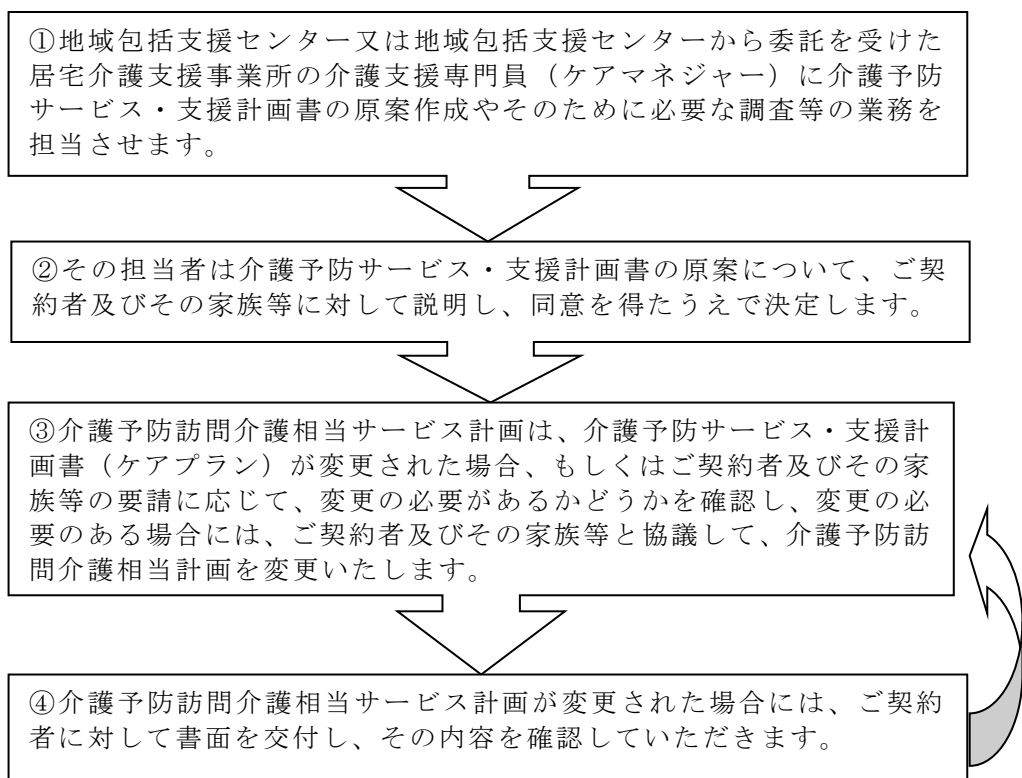 ①地域包括支援センター又は地域包括支援センターから委託を受けた
居宅介護支援事業所の介護支援専門員（ケアマネジャー）に介護予防
サービス・支援計画書の原案作成やそのために必要な調査等の業務を
担当させます。
②その担当者は介護予防サービス・支援計画書の原案について、ご契
約者及びその家族等に対して説明し、同意を得たうえで決定します。
③介護予防訪問介護相当サービス計画は、介護予防サービス・支援計
画書（ケアプラン）が変更された場合、もしくはご契約者及びその家
族等の要請に応じて、変更の必要があるかどうかを確認し、変更の必
要のある場合には、ご契約者及びその家族等と協議して、介護予防訪
問介護相当計画を変更いたします。
④介護予防訪問介護相当サービス計画が変更された場合には、ご契約
者に対して書面を交付し、その内容を確認していただきます。